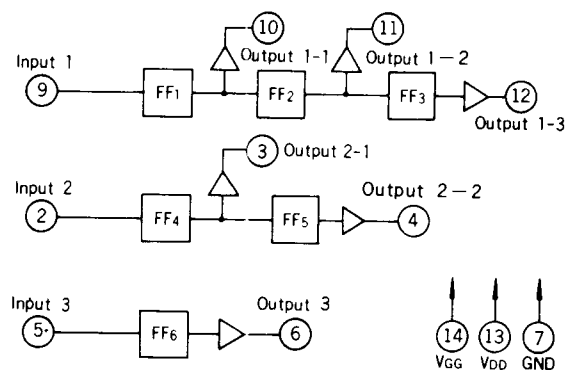 10 11
Input 1 Output 1-1 Output 1-2
9 FF1 FF2 FF3 12
Output 1-3
3 Output 2-1
Input 2 Output 2-2
2 FF4 FF5 4
Input 3 Output 3
5 FF6 6 14 13 7
VGG VDD GND